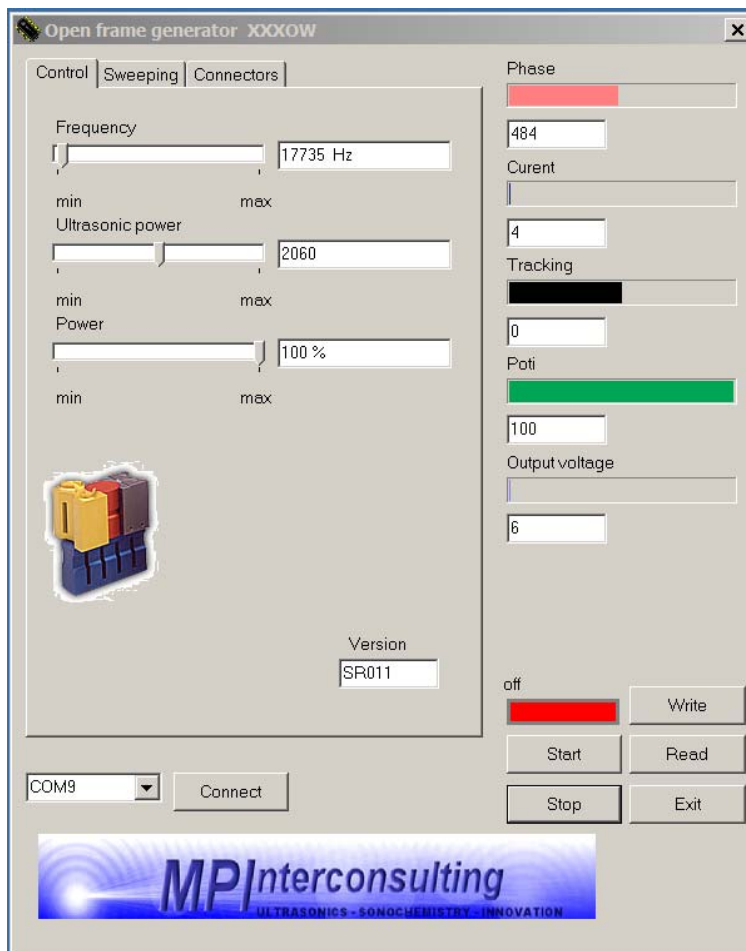 Open frame generator XXXOW
Control
Sweeping
Connectors
Frequency
17735 Hz
min
max
Ultrasonic power
2060
min
max
Power
100 %
min
max
Version
SR011
COM9
Connect
Phase
484
Curent
4
Tracking
0
Poti
100
Output voltage
6
off
Write
Start
Read
Stop
Exit
MPInterconsulting
ULTRASONICS - SONOCHEMISTRY - INNOVATION